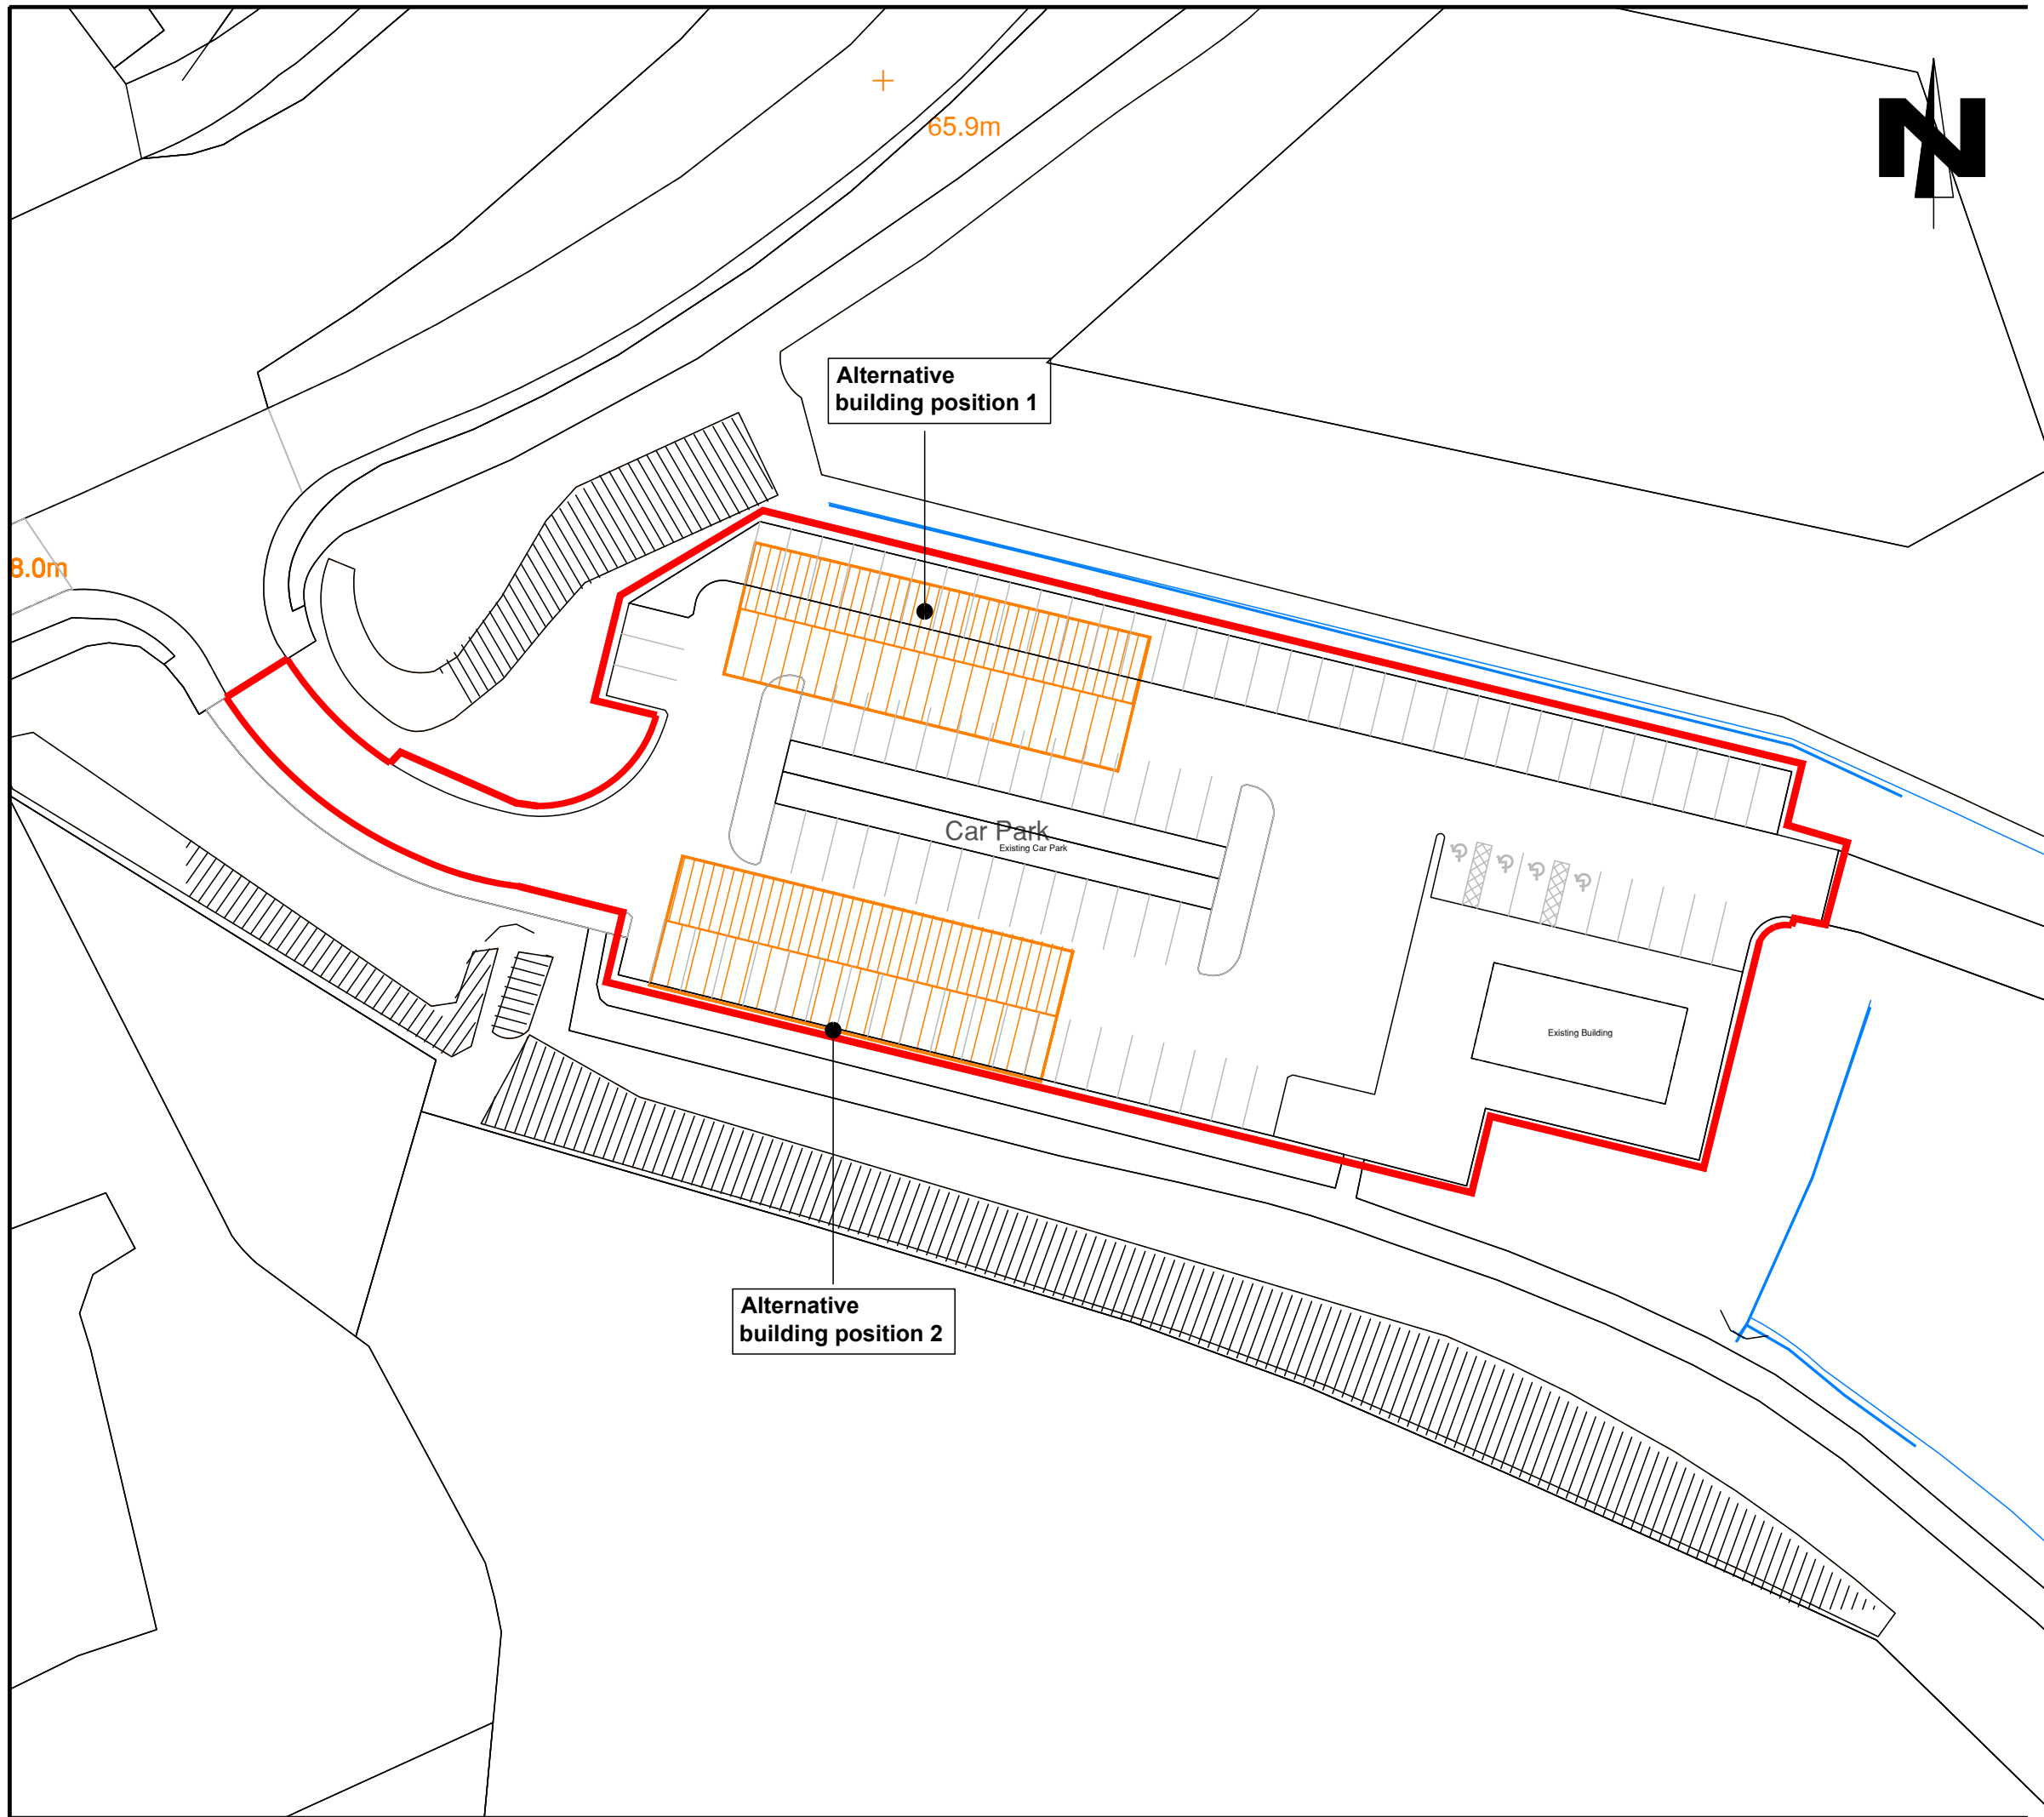 65.9m
N
Alternative
building position 1
8.0m
Car Park
Existing Car Park
Existing Building
Alternative
building position 2